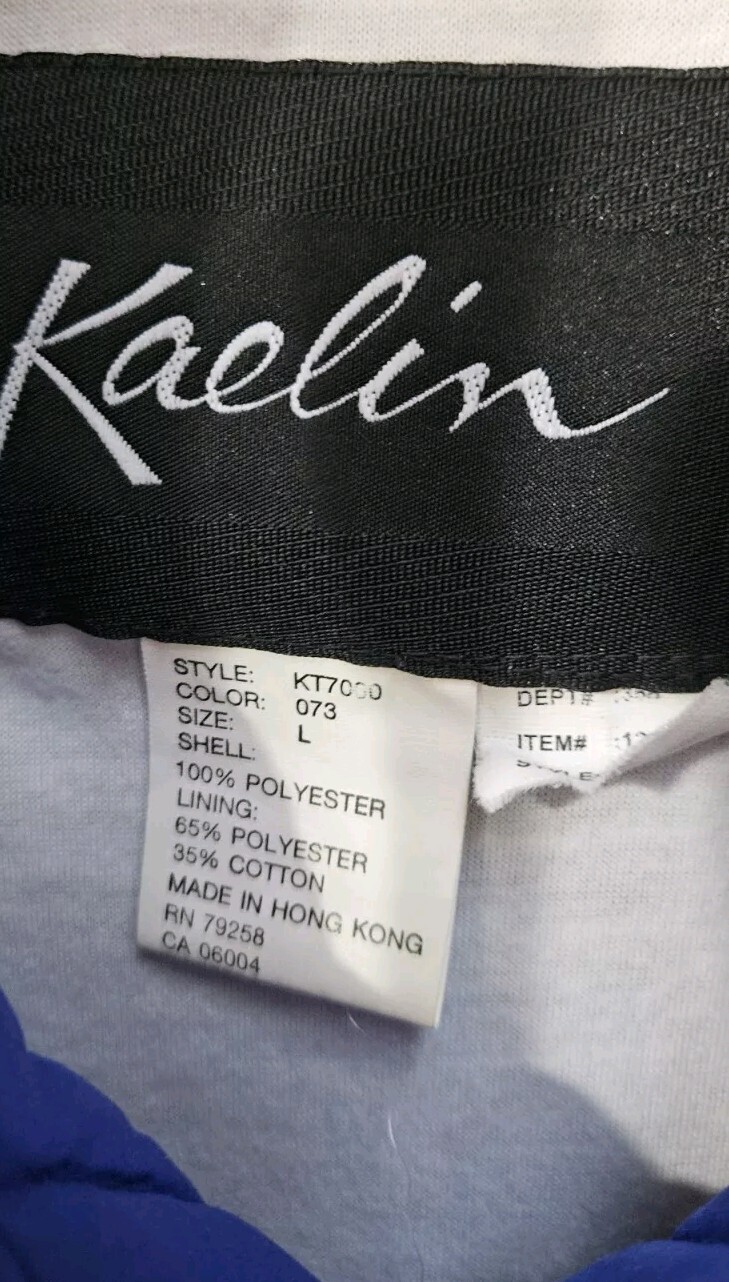 Kaelin
STYLE:
COLOR: 073
SIZE: L
SHELL:
100% POLYESTER
LINING:
65% POLYESTER
35% COTTON
MADE IN HONG KONG
RN 79258
CA 06004
DEPT#
ITEM#